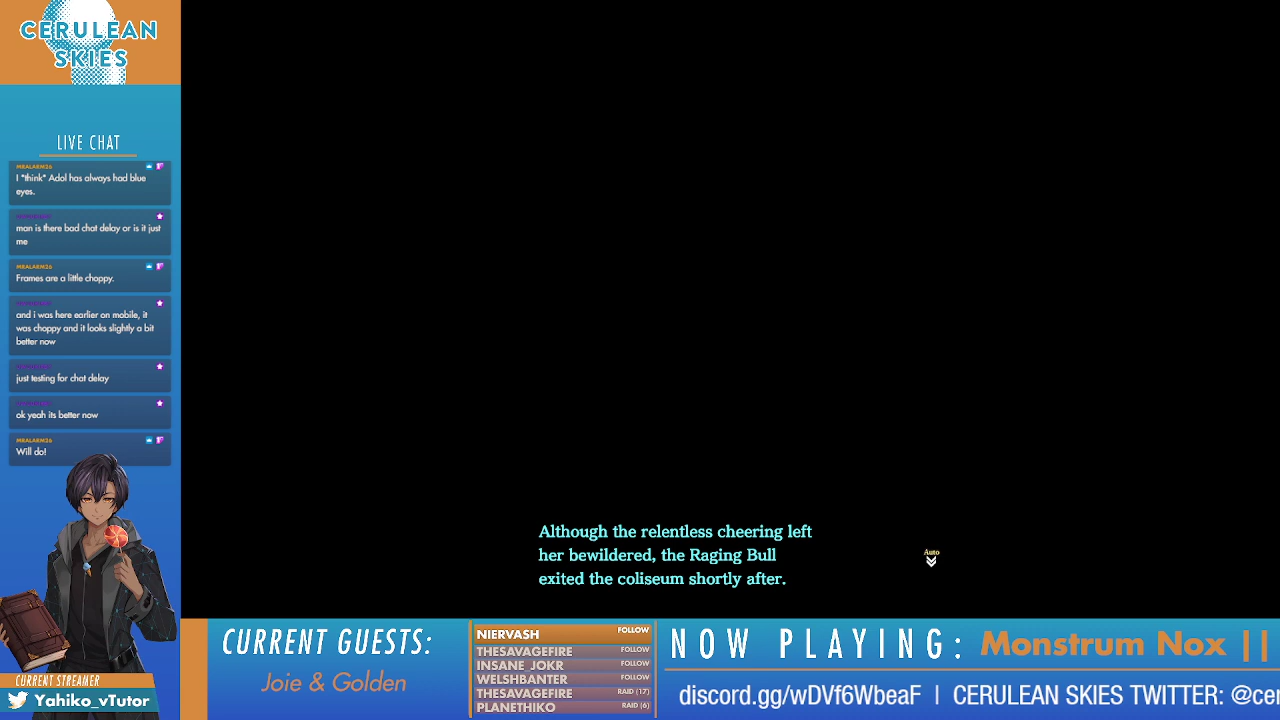 CERULEAN
SKIES
LIVE CHAT
MRALARM26
I *think* Adol has always had blue
eyes.
man is there bad chat delay or is it just
me
MRALARM26
Frames are a little choppy.
and i was here earlier on mobile, it
was choppy and it looks slightly a bit
better now
just testing for chat delay
ok yeah its better now
MRALARM26
Will do!
Although the relentless cheering left
her bewildered, the Raging Bull
exited the coliseum shortly after.
Auto
CURRENT STREAMER
Yahiko_vTutor
CURRENT GUESTS:
Joie & Golden
NIERVASH FOLLOW
THESAVAGEFIRE FOLLOW
INSANE_JOKR FOLLOW
WELSHBANTER FOLLOW
THESAVAGEFIRE RAID (17)
PLANETHIKO RAID (6)
NOW PLAYING: Monstrum Nox ||
discord.gg/wDVf6WbeaF | CERULEAN SKIES TWITTER: @cer